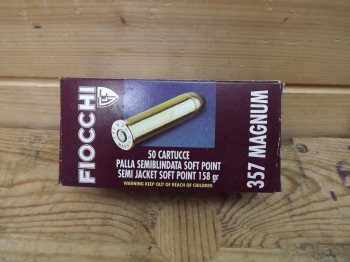 FIOCCHI
50 CARTUCCE
PALLA SEMIBLINDATA SOFT POINT
SEMI JACKET SOFT POINT 158 gr
WARNING KEEP OUT OF REACH OF CHILDREN
357 MAGNUM